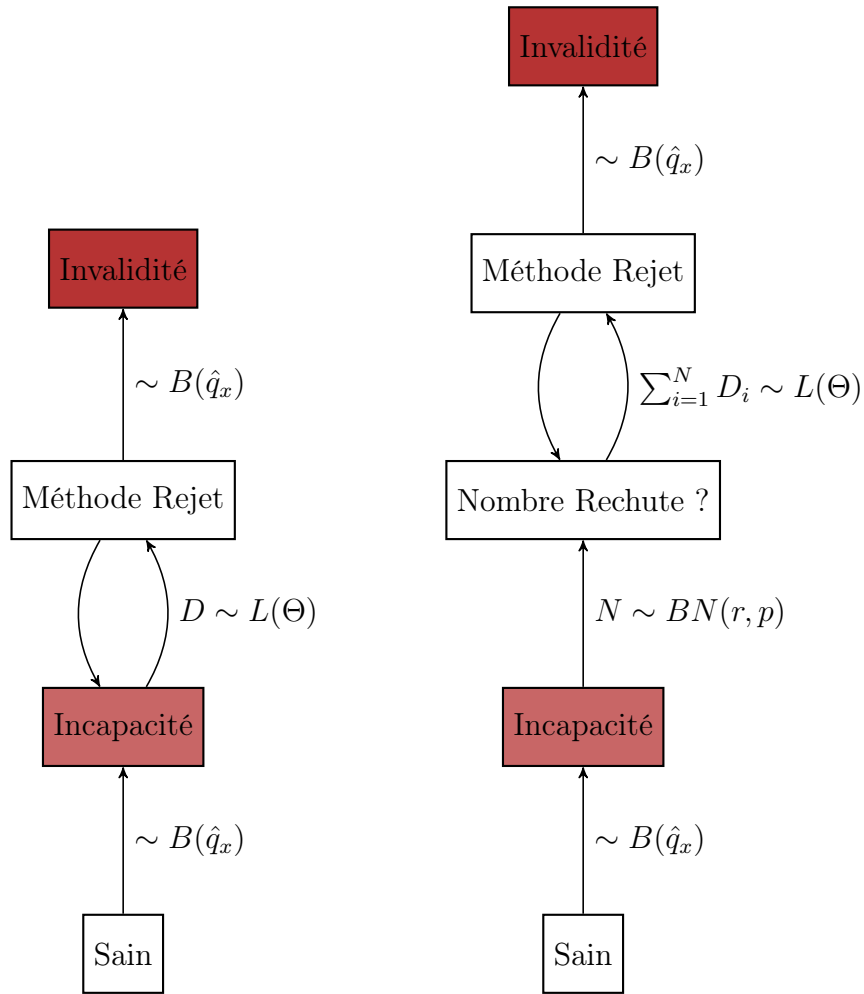 Invalidité
∼ B(q̂ₓ)
Méthode Rejet
D ∼ L(Θ)
Incapacité
∼ B(q̂ₓ)
Sain
Invalidité
∼ B(q̂ₓ)
Méthode Rejet
∑ᵢ₌₁ᴺ Dᵢ ∼ L(Θ)
Nombre Rechute ?
N ∼ BN(r, p)
Incapacité
∼ B(q̂ₓ)
Sain